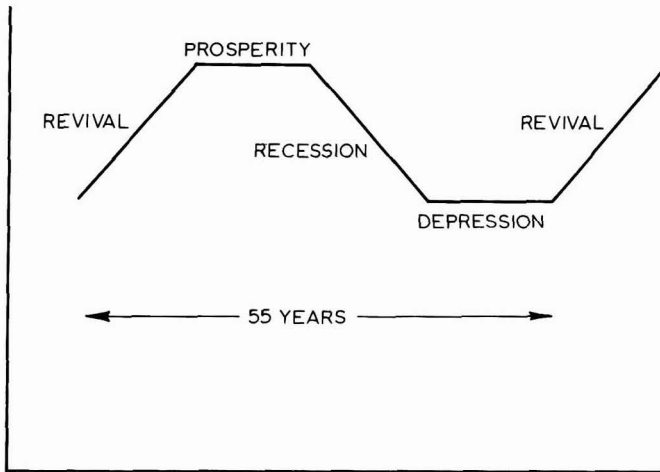 PROSPERITY
REVIVAL
REVIVAL
RECESSION
DEPRESSION
55 YEARS